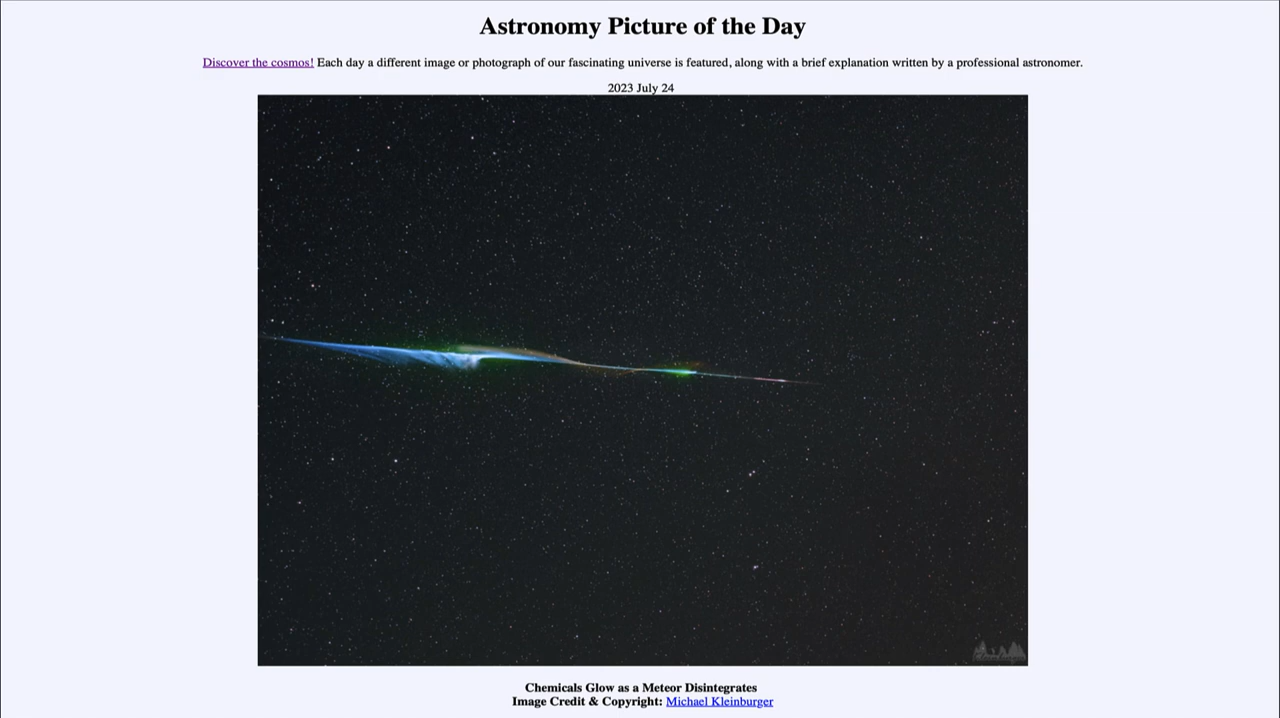 Astronomy Picture of the Day
Discover the cosmos! Each day a different image or photograph of our fascinating universe is featured, along with a brief explanation written by a professional astronomer.
2023 July 24
Chemicals Glow as a Meteor Disintegrates
Image Credit & Copyright: Michael Kleinburger